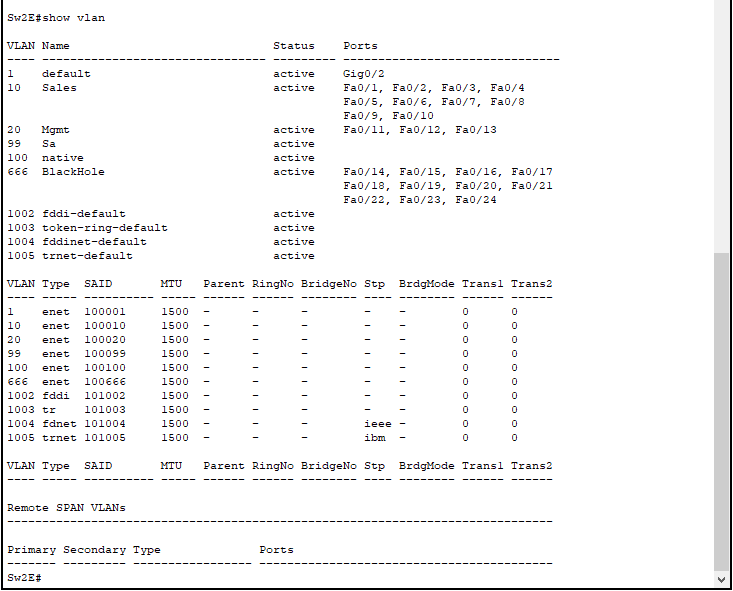 Sw2E#show vlan
VLAN Name                             Status    Ports
---- -------------------------------- --------- -------------------------------
1    default                          active    Gig0/2
10   Sales                            active    Fa0/1, Fa0/2, Fa0/3, Fa0/4
                                                Fa0/5, Fa0/6, Fa0/7, Fa0/8
                                                Fa0/9, Fa0/10
20   Mgmt                             active    Fa0/11, Fa0/12, Fa0/13
99   Sa                               active
100  native                           active
666  BlackHole                        active    Fa0/14, Fa0/15, Fa0/16, Fa0/17
                                                Fa0/18, Fa0/19, Fa0/20, Fa0/21
                                                Fa0/22, Fa0/23, Fa0/24
1002 fddi-default                     active
1003 token-ring-default               active
1004 fddinet-default                  active
1005 trnet-default                    active
VLAN Type  SAID       MTU   Parent RingNo BridgeNo Stp  BrdgMode Trans1 Trans2
---- ----- ---------- ----- ------ ------ -------- ---- -------- ------ ------
1    enet  100001     1500  -      -      -        -    -        0      0
10   enet  100010     1500  -      -      -        -    -        0      0
20   enet  100020     1500  -      -      -        -    -        0      0
99   enet  100099     1500  -      -      -        -    -        0      0
100  enet  100100     1500  -      -      -        -    -        0      0
666  enet  100666     1500  -      -      -        -    -        0      0
1002 fddi  101002     1500  -      -      -        -    -        0      0
1003 tr    101003     1500  -      -      -        -    -        0      0
1004 fdnet 101004     1500  -      -      -        ieee -        0      0
1005 trnet 101005     1500  -      -      -        ibm  -        0      0
VLAN Type  SAID       MTU   Parent RingNo BridgeNo Stp  BrdgMode Trans1 Trans2
---- ----- ---------- ----- ------ ------ -------- ---- -------- ------ ------
Remote SPAN VLANs
------------------------------------------------------------------------------
Primary Secondary Type              Ports
------- --------- ----------------- ------------------------------------------
Sw2E#